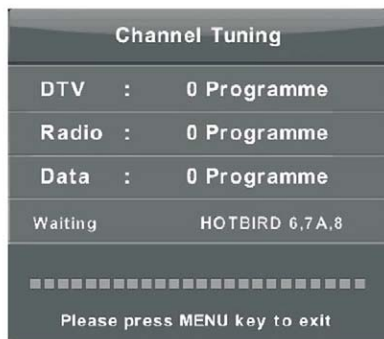 Channel Tuning
DTV : 0 Programme
Radio : 0 Programme
Data : 0 Programme
Waiting HOTBIRD 6,7A,8
Please press MENU key to exit